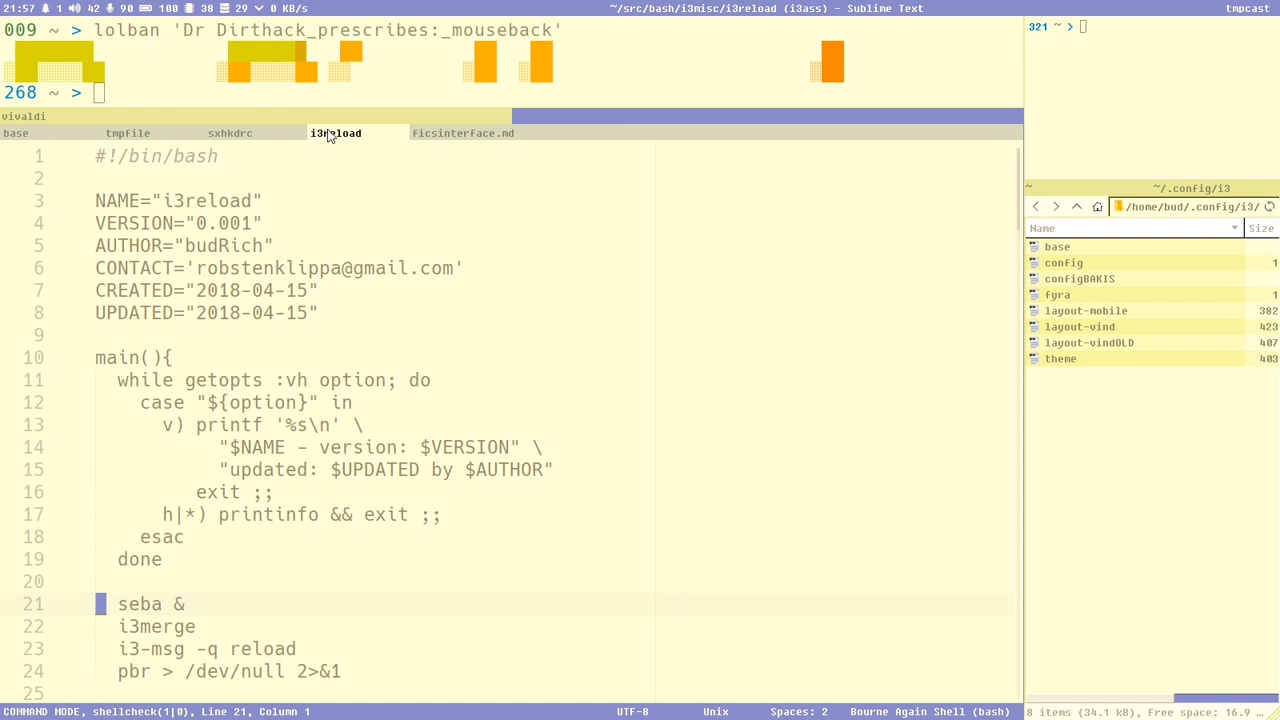 21:57 1 42 90 100 38 29 0 KB/s ~/src/bash/i3misc/i3reload (i3ass) - Sublime Text tmpcast
009 ~ > lolban 'Dr Dirthack_prescribes:_mouseback'
268 ~ >
321 ~ >
vivaldi
base tmpfile sxhkdrc i3reload ficsinterface.md
1 #!/bin/bash
2
3 NAME="i3reload"
4 VERSION="0.001"
5 AUTHOR="budRich"
6 CONTACT='robstenklippa@gmail.com'
7 CREATED="2018-04-15"
8 UPDATED="2018-04-15"
9
10 main(){
11 while getopts :vh option; do
12 case "${option}" in
13 v) printf '%s\n' \
14 "$NAME - version: $VERSION" \
15 "updated: $UPDATED by $AUTHOR"
16 exit ;;
17 h|*) printinfo && exit ;;
18 esac
19 done
20
21 seba &
22 i3merge
23 i3-msg -q reload
24 pbr > /dev/null 2>&1
25
COMMAND MODE, shellcheck(1|0), Line 21, Column 1 UTF-8 Unix Spaces: 2 Bourne Again Shell (bash)
~ ~/.config/i3
/home/bud/.config/i3/
Name Size
base
config 1
configBAKIS
fyra 1
layout-mobile 382
layout-vind 423
layout-vindOLD 407
theme 403
8 items (34.1 kB), Free space: 16.9 …